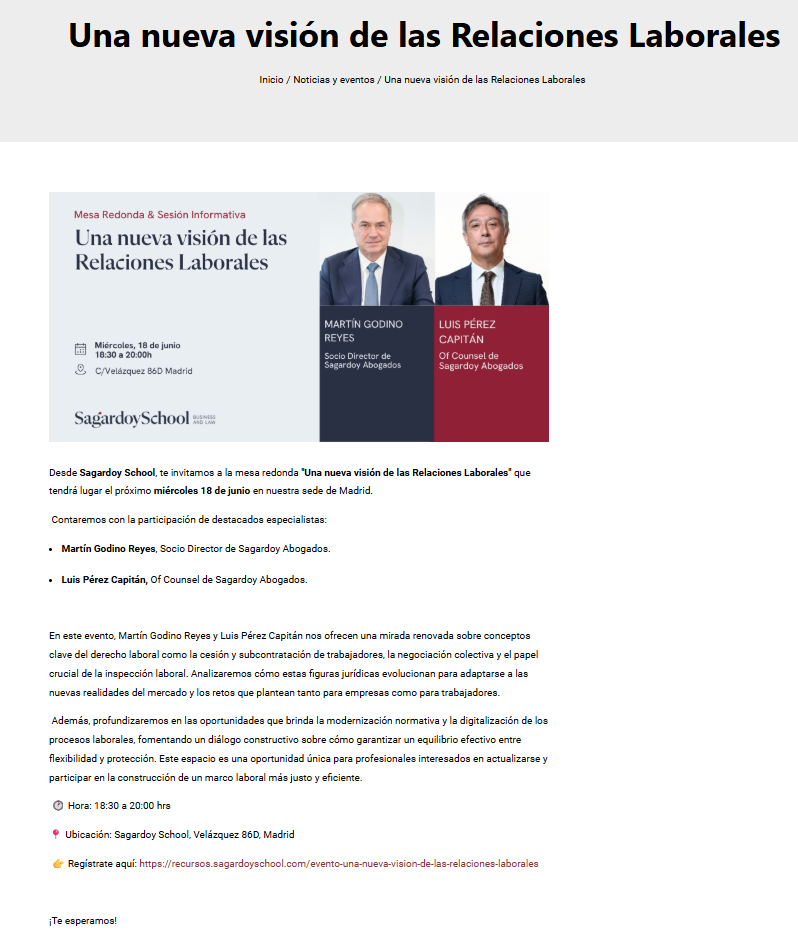 Una nueva visión de las Relaciones Laborales
Inicio / Noticias y eventos / Una nueva visión de las Relaciones Laborales
Mesa Redonda & Sesión Informativa
Una nueva visión de las
Relaciones Laborales
Miércoles, 18 de junio
18:30 a 20:00h
C/Velázquez 86D Madrid
SagardoySchool BUSINESS
AND LAW
MARTÍN GODINO
REYES
Socio Director de
Sagardoy Abogados
LUIS PÉREZ
CAPITÁN
Of Counsel de
Sagardoy Abogados
Desde Sagardoy School, te invitamos a la mesa redonda "Una nueva visión de las Relaciones Laborales" que
tendrá lugar el próximo miércoles 18 de junio en nuestra sede de Madrid.
Contaremos con la participación de destacados especialistas:
• Martín Godino Reyes, Socio Director de Sagardoy Abogados.
• Luis Pérez Capitán, Of Counsel de Sagardoy Abogados.
En este evento, Martín Godino Reyes y Luis Pérez Capitán nos ofrecen una mirada renovada sobre conceptos
clave del derecho laboral como la cesión y subcontratación de trabajadores, la negociación colectiva y el papel
crucial de la inspección laboral. Analizaremos cómo estas figuras jurídicas evolucionan para adaptarse a las
nuevas realidades del mercado y los retos que plantean tanto para empresas como para trabajadores.
Además, profundizaremos en las oportunidades que brinda la modernización normativa y la digitalización de los
procesos laborales, fomentando un diálogo constructivo sobre cómo garantizar un equilibrio efectivo entre
flexibilidad y protección. Este espacio es una oportunidad única para profesionales interesados en actualizarse y
participar en la construcción de un marco laboral más justo y eficiente.
Hora: 18:30 a 20:00 hrs
Ubicación: Sagardoy School, Velázquez 86D, Madrid
Regístrate aquí: https://recursos.sagardoyschool.com/evento-una-nueva-vision-de-las-relaciones-laborales
¡Te esperamos!